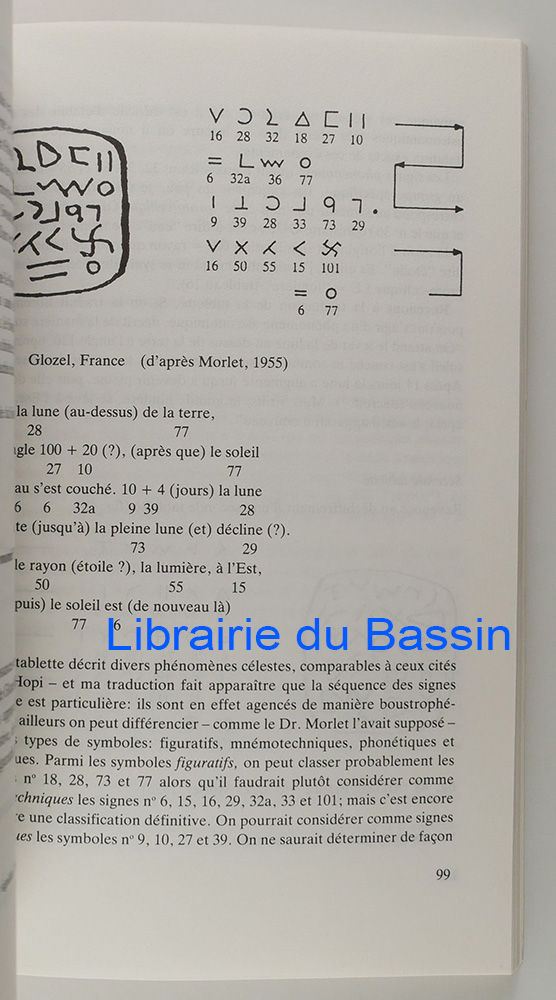 16 28 32 18 27 10
6 32a 36 77
9 39 28 33 73 29
16 50 55 15 101
6 77
Glozel, France (d'après Morlet, 1955)
la lune (au-dessus) de la terre,
28 77
gle 100 + 20 (?), (après que) le soleil
27 10 77
au s'est couché. 10 + 4 (jours) la lune
6 6 32a 9 39 28
te (jusqu'à) la pleine lune (et) décline (?).
73 29
le rayon (étoile ?), la lumière, à l'Est,
50 55 15
puis) le soleil est (de nouveau là)
77 6
Librairie du Bassin
tablette décrit divers phénomènes célestes, comparables à ceux cités
Hopi – et ma traduction fait apparaître que la séquence des signes
e est particulière: ils sont en effet agencés de manière boustrophé-
ailleurs on peut différencier – comme le Dr. Morlet l'avait supposé –
types de symboles: figuratifs, mnémotechniques, phonétiques et
ues. Parmi les symboles figuratifs, on peut classer probablement les
nº 18, 28, 73 et 77 alors qu'il faudrait plutôt considérer comme
echniques les signes nº 6, 15, 16, 29, 32a, 33 et 101; mais c'est encore
e une classification définitive. On pourrait considérer comme signes
ues les symboles nº 9, 10, 27 et 39. On ne saurait déterminer de façon
99